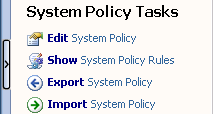 System Policy Tasks
Edit System Policy
Show System Policy Rules
Export System Policy
Import System Policy